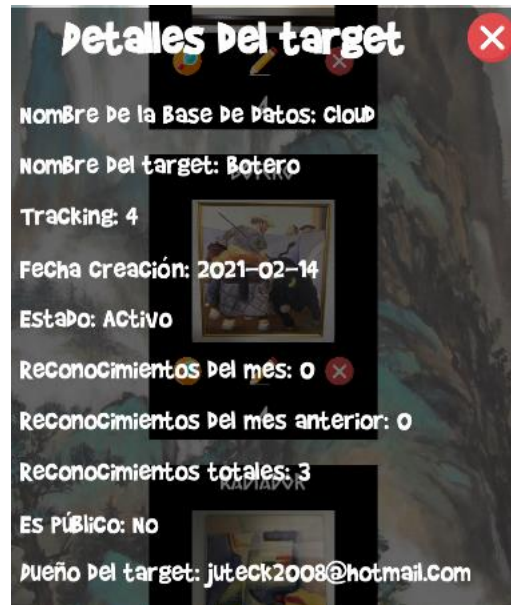 Detalles Del target
Nombre De la Base De Datos: Cloud
Nombre Del target: Botero
BOTERO
Tracking: 4
Fecha Creación: 2021-02-14
Estado: Activo
Reconocimientos Del mes: 0
Reconocimientos Del mes anterior: 0
Reconocimientos totales: 3
RADIADOR
Es Público: No
Dueño Del target: juteck2008@hotmail.com